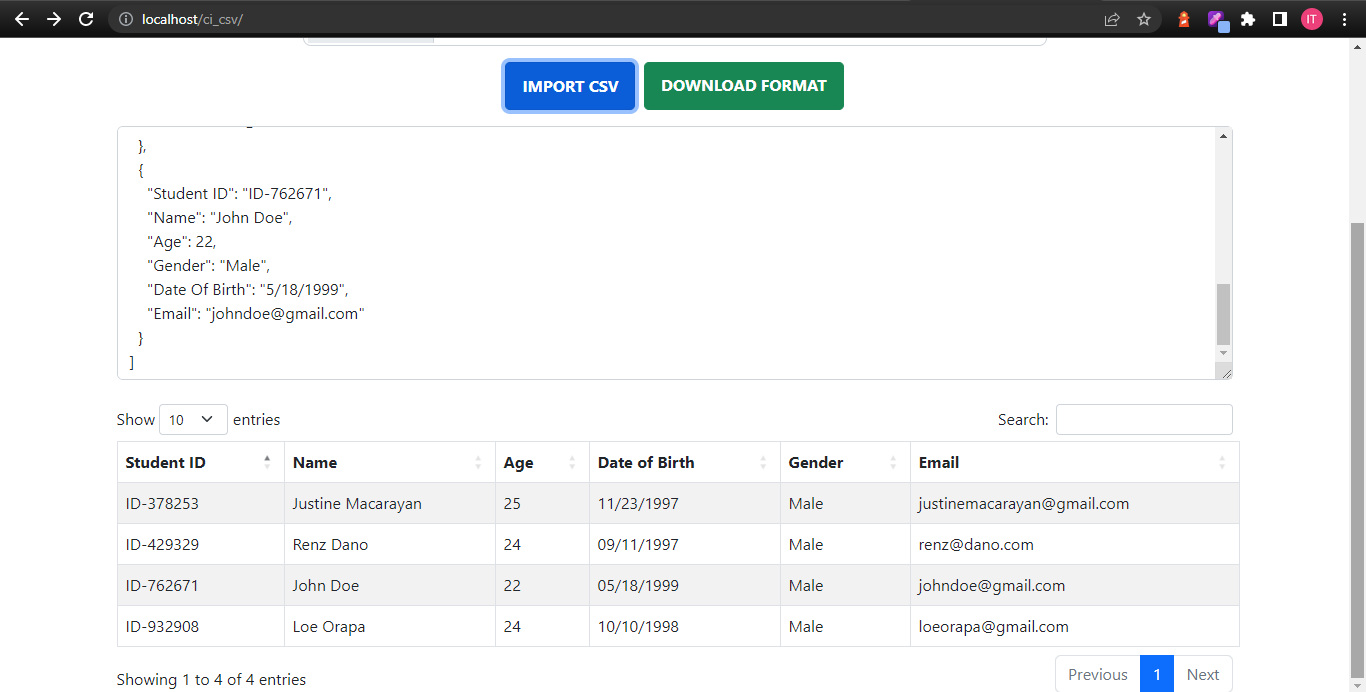 localhost/ci_csv/
IT
IMPORT CSV
DOWNLOAD FORMAT
},
{
"Student ID": "ID-762671",
"Name": "John Doe",
"Age": 22,
"Gender": "Male",
"Date Of Birth": "5/18/1999",
"Email": "johndoe@gmail.com"
}
]
Show 10 entries
Search:
Student ID Name Age Date of Birth Gender Email
ID-378253 Justine Macarayan 25 11/23/1997 Male justinemacarayan@gmail.com
ID-429329 Renz Dano 24 09/11/1997 Male renz@dano.com
ID-762671 John Doe 22 05/18/1999 Male johndoe@gmail.com
ID-932908 Loe Orapa 24 10/10/1998 Male loeorapa@gmail.com
Showing 1 to 4 of 4 entries
Previous 1 Next